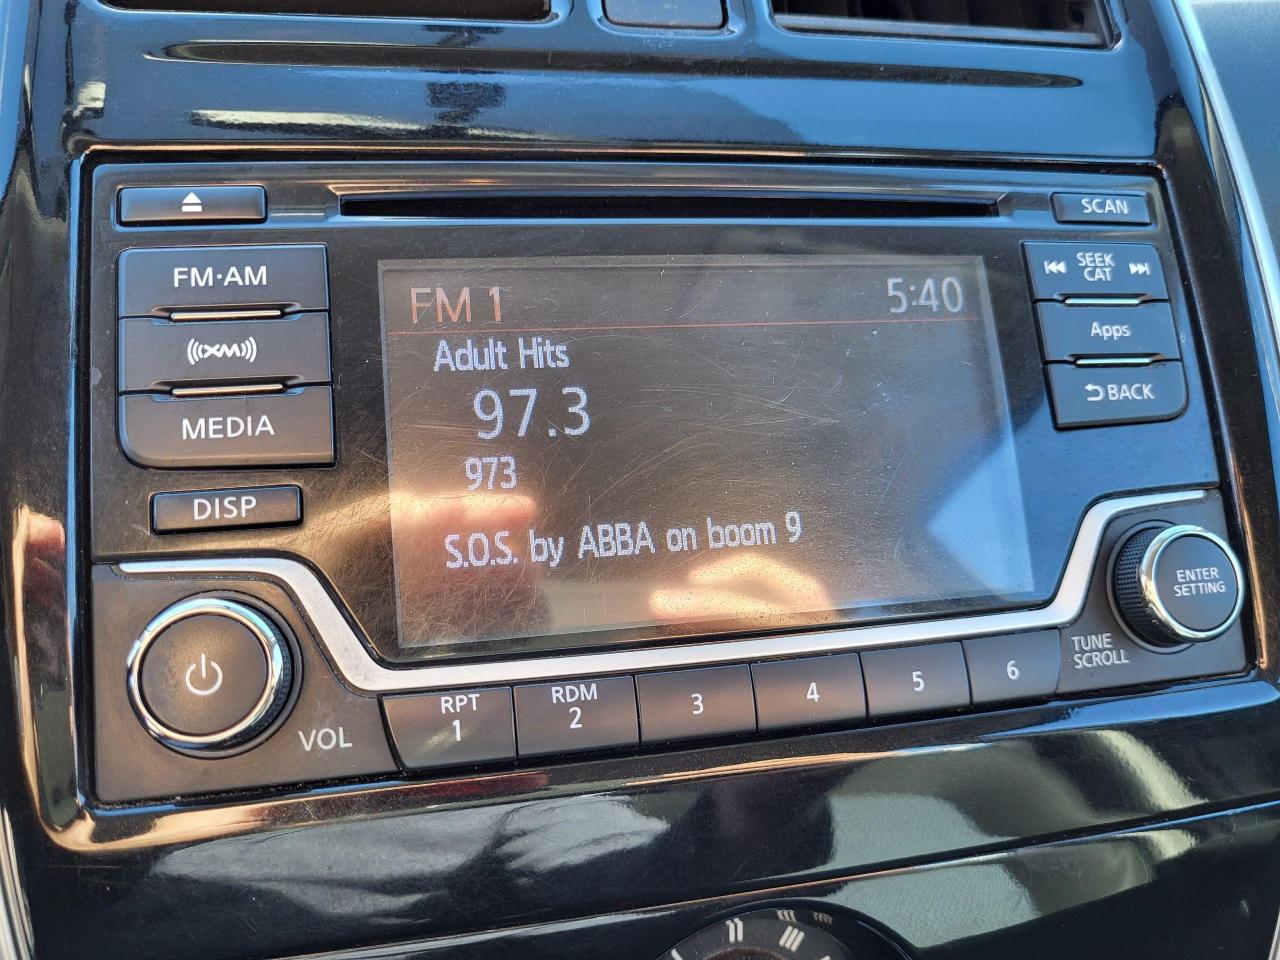 SCAN
FM·AM
SEEK
CAT
FM 1
5:40
XM
Apps
Adult Hits
97.3
BACK
MEDIA
973
DISP
S.O.S. by ABBA on boom 9
ENTER
SETTING
TUNE
SCROLL
VOL
RPT
1
RDM
2
3
4
5
6